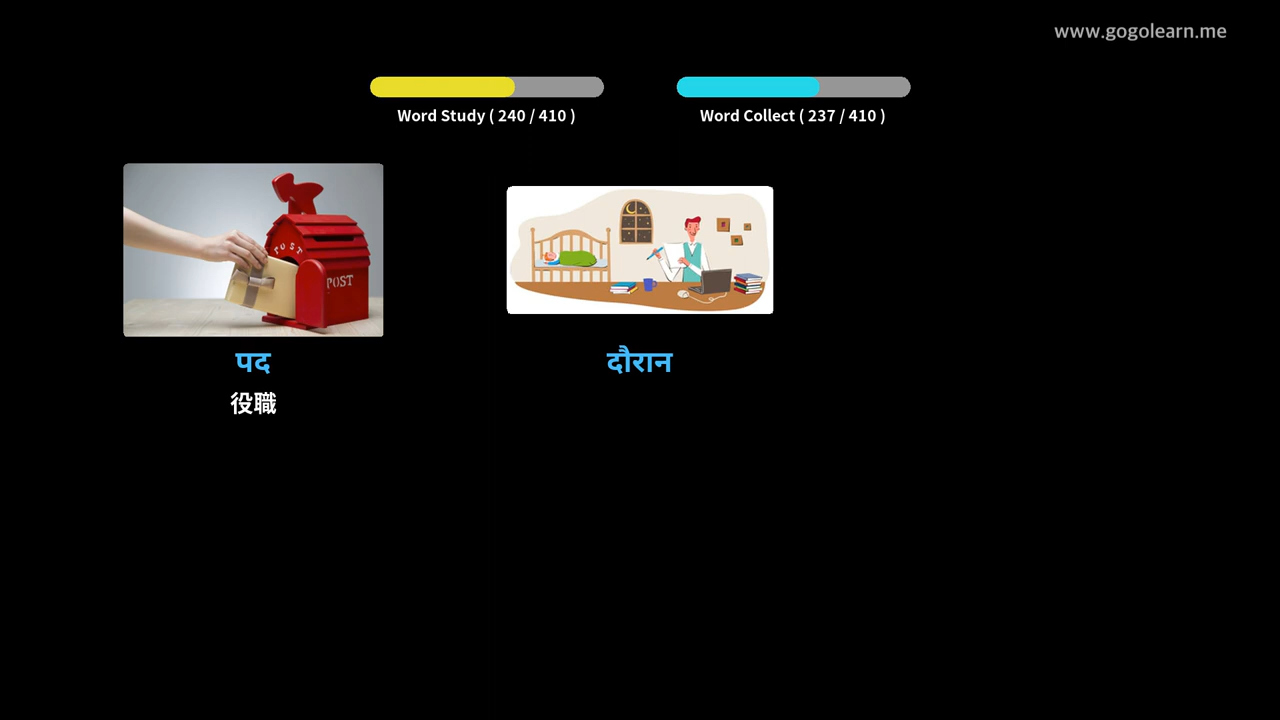 www.gogolearn.me
Word Study ( 240 / 410 )
Word Collect ( 237 / 410 )
POST
POST
पद
दौरान
役職